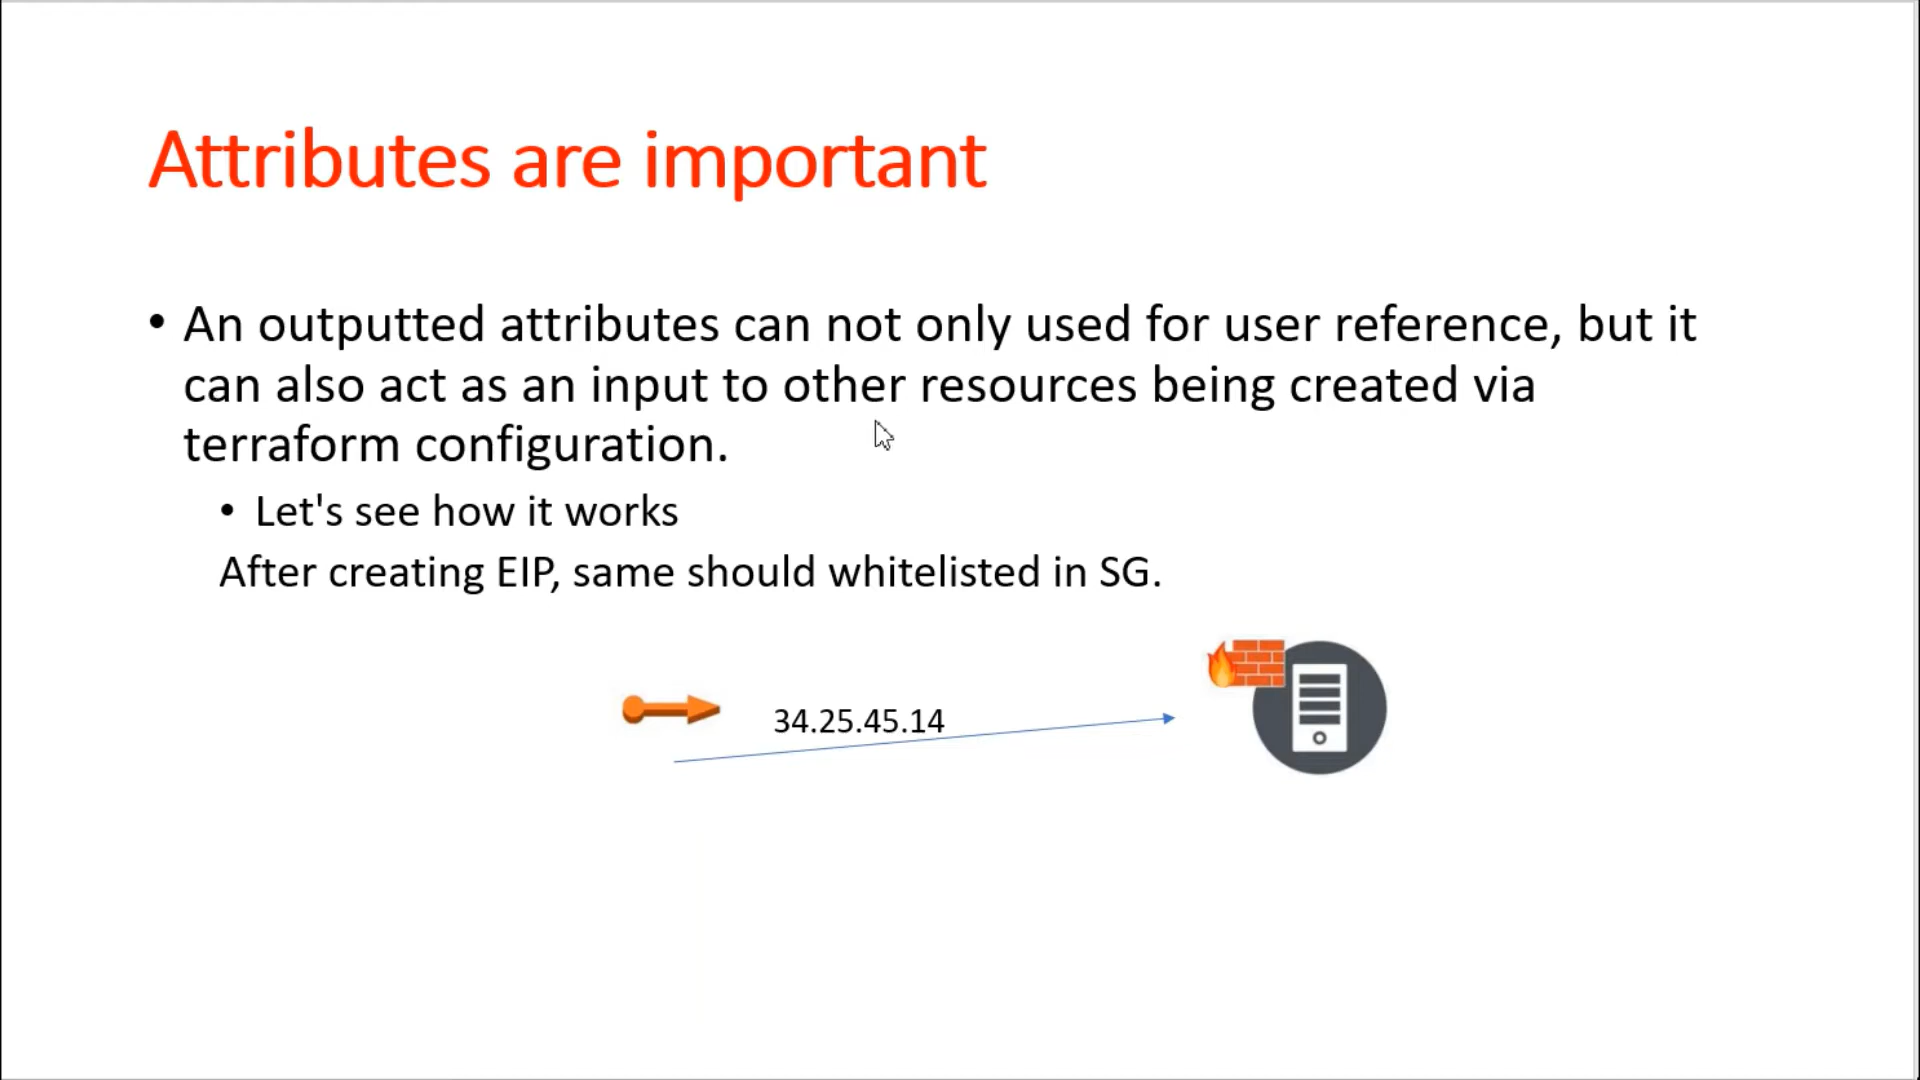 Attributes are important
• An outputted attributes can not only used for user reference, but it
can also act as an input to other resources being created via
terraform configuration.
• Let's see how it works
After creating EIP, same should whitelisted in SG.
34.25.45.14